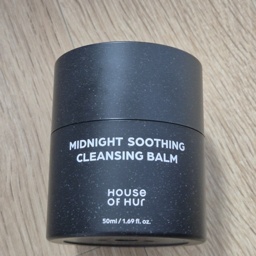 MIDNIGHT SOOTHING
CLEANSING BALM
HOUSE
OF HUR
50ml / 1.69 fl. oz.